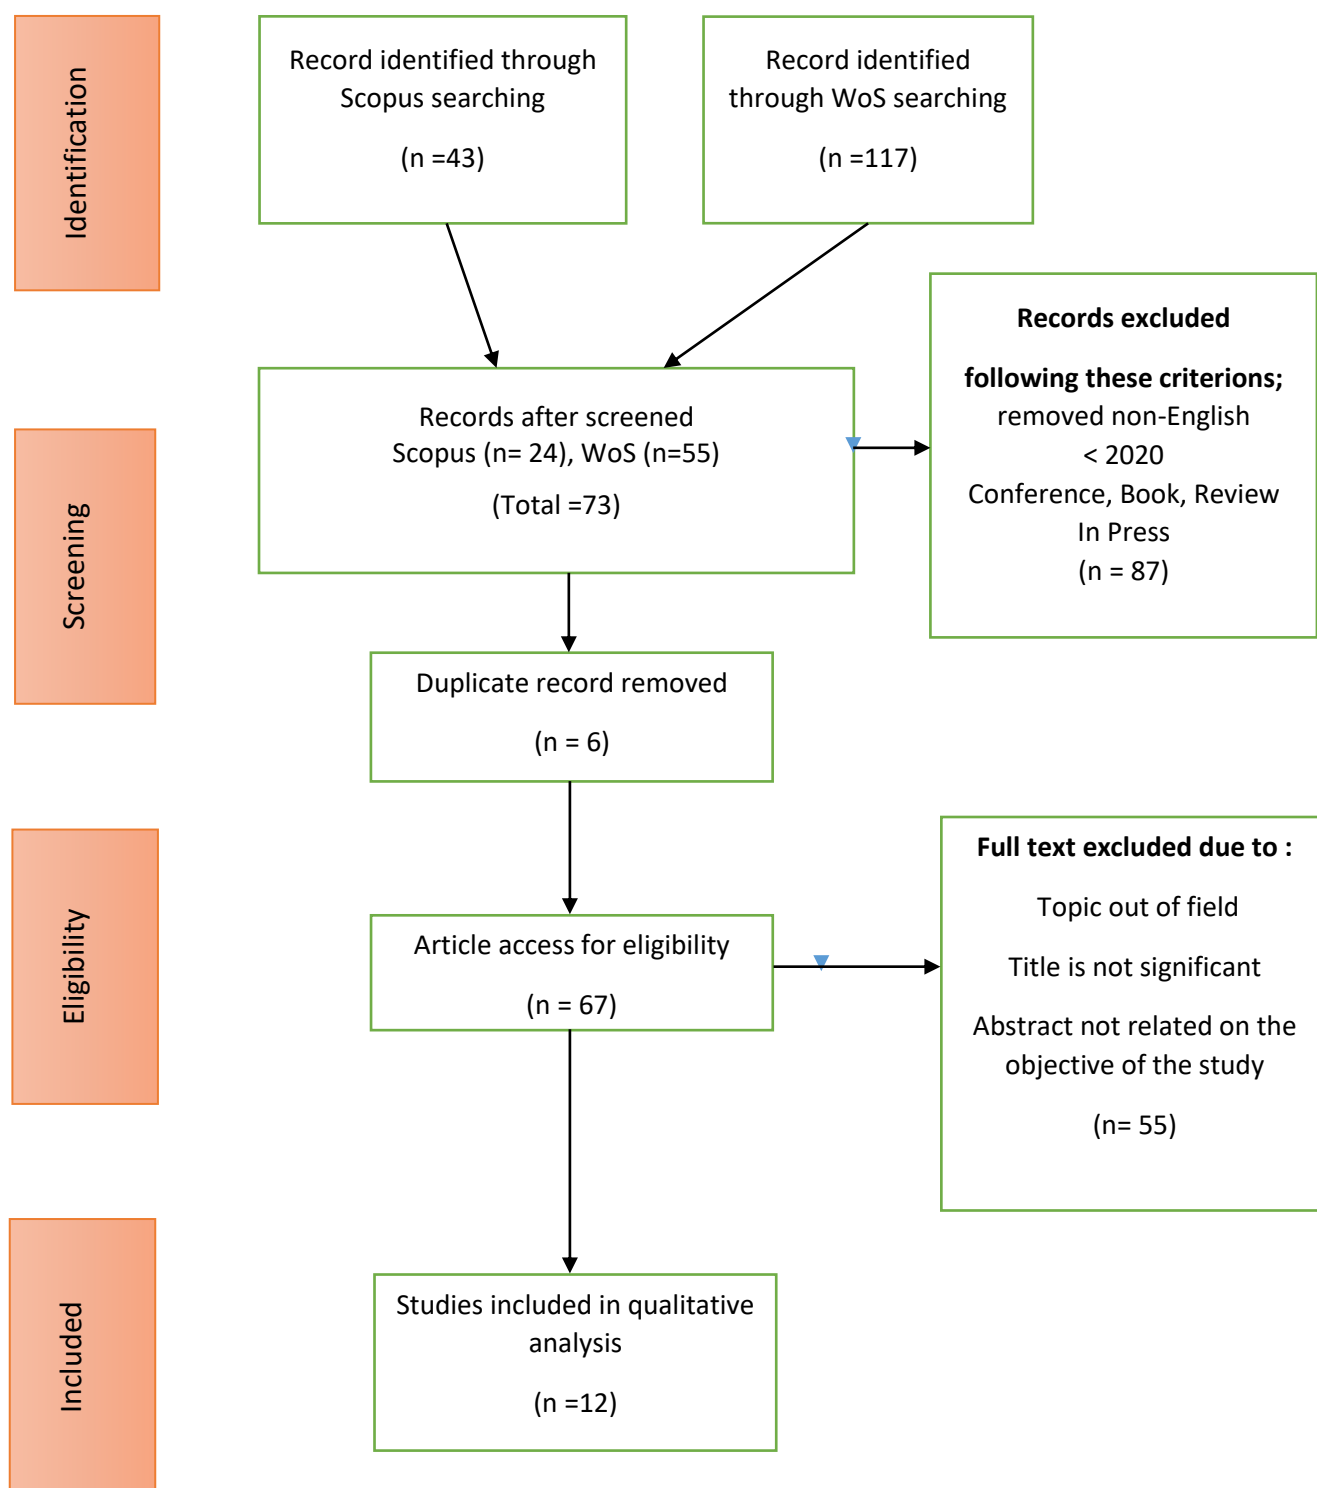 Identification
Record identified through
Scopus searching
(n =43)
Record identified
through WoS searching
(n =117)
Records excluded
following these criterions;
removed non-English
< 2020
Conference, Book, Review
In Press
(n = 87)
Screening
Records after screened
Scopus (n= 24), WoS (n=55)
(Total =73)
Duplicate record removed
(n = 6)
Eligibility
Article access for eligibility
(n = 67)
Full text excluded due to :
Topic out of field
Title is not significant
Abstract not related on the
objective of the study
(n= 55)
Included
Studies included in qualitative
analysis
(n =12)